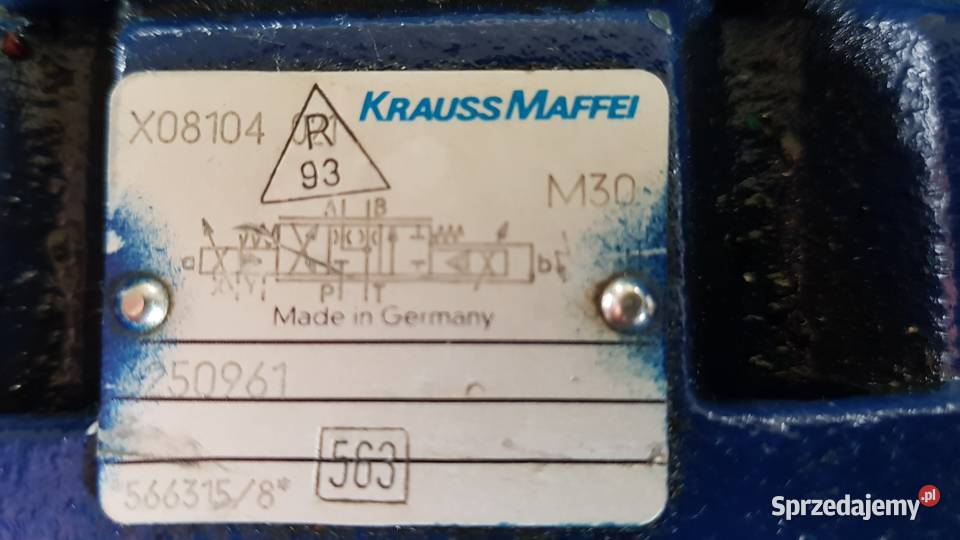 X08104
KRAUSS MAFFEI
R
93
M30
A B
a b
P T
Made in Germany
250961
563
*566315/8*
Sprzedajemy.pl